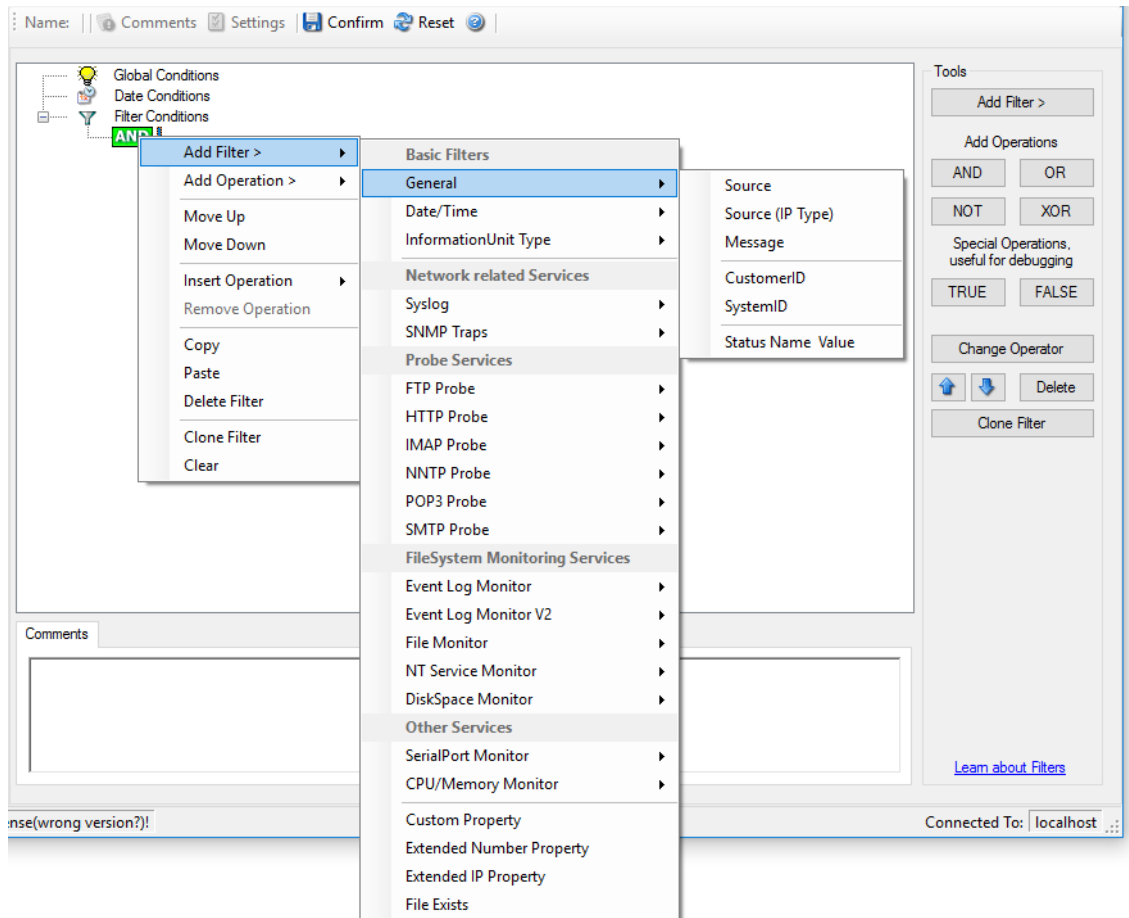 Name: Comments Settings Confirm Reset
Global Conditions
Date Conditions
Filter Conditions
AND
Add Filter >
Add Operation >
Move Up
Move Down
Insert Operation
Remove Operation
Copy
Paste
Delete Filter
Clone Filter
Clear
Basic Filters
General
Date/Time
InformationUnit Type
Network related Services
Syslog
SNMP Traps
Probe Services
FTP Probe
HTTP Probe
IMAP Probe
NNTP Probe
POP3 Probe
SMTP Probe
FileSystem Monitoring Services
Event Log Monitor
Event Log Monitor V2
File Monitor
NT Service Monitor
DiskSpace Monitor
Other Services
SerialPort Monitor
CPU/Memory Monitor
Custom Property
Extended Number Property
Extended IP Property
File Exists
Source
Source (IP Type)
Message
CustomerID
SystemID
Status Name Value
Tools
Add Filter >
Add Operations
AND OR
NOT XOR
Special Operations,
useful for debugging
TRUE FALSE
Change Operator
Delete
Clone Filter
Learn about Filters
Comments
ense(wrong version?)!
Connected To: localhost